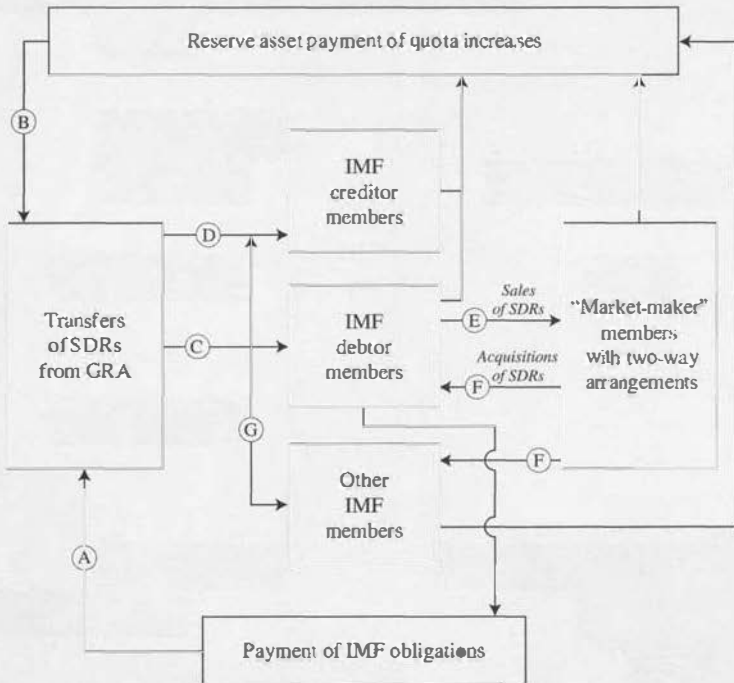 Reserve asset payment of quota increases
B
IMF
creditor
members
D
Transfers
of SDRs
from GRA
C
IMF
debtor
members
Sales
of SDRs
E
Acquisitions
of SDRs
F
"Market-maker"
members
with two-way
arrangements
G
F
Other
IMF
members
A
Payment of IMF obligations